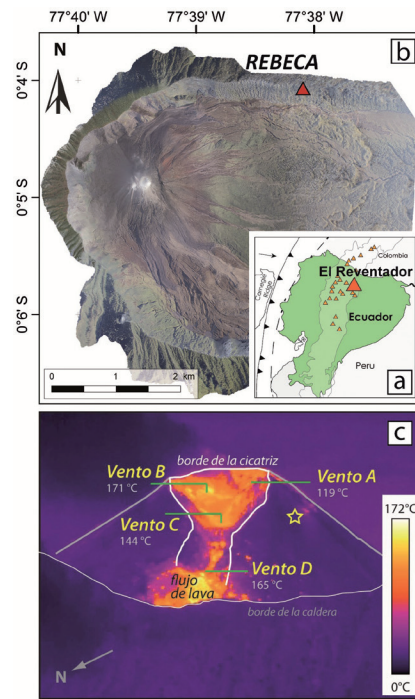 77°40'W
77°39'W
77°38'W
N
REBECA
b
0°4'S
0°5'S
0°6'S
0
1
2
km
Colombia
El Reventador
Ecuador
Peru
a
c
Vento B
171 °C
borde de la cicatriz
Vento A
119 °C
Vento C
144 °C
Vento D
165 °C
flujo
de lava
borde de la caldera
N
172°C
0°C